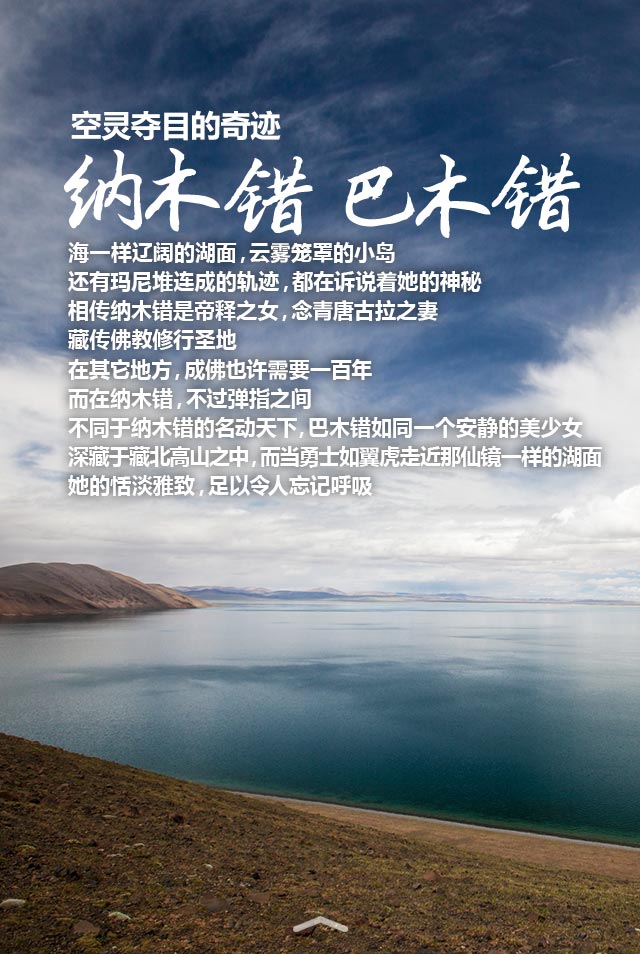 空灵夺目的奇迹
纳木错 巴木错
海一样辽阔的湖面,云雾笼罩的小岛
还有玛尼堆连成的轨迹,都在诉说着她的神秘
相传纳木错是帝释之女,念青唐古拉之妻
藏传佛教修行圣地
在其它地方,成佛也许需要一百年
而在纳木错,不过弹指之间
不同于纳木错的名动天下,巴木错如同一个安静的美少女
深藏于藏北高山之中,而当勇士如翼虎走近那仙镜一样的湖面
她的恬淡雅致,足以令人忘记呼吸